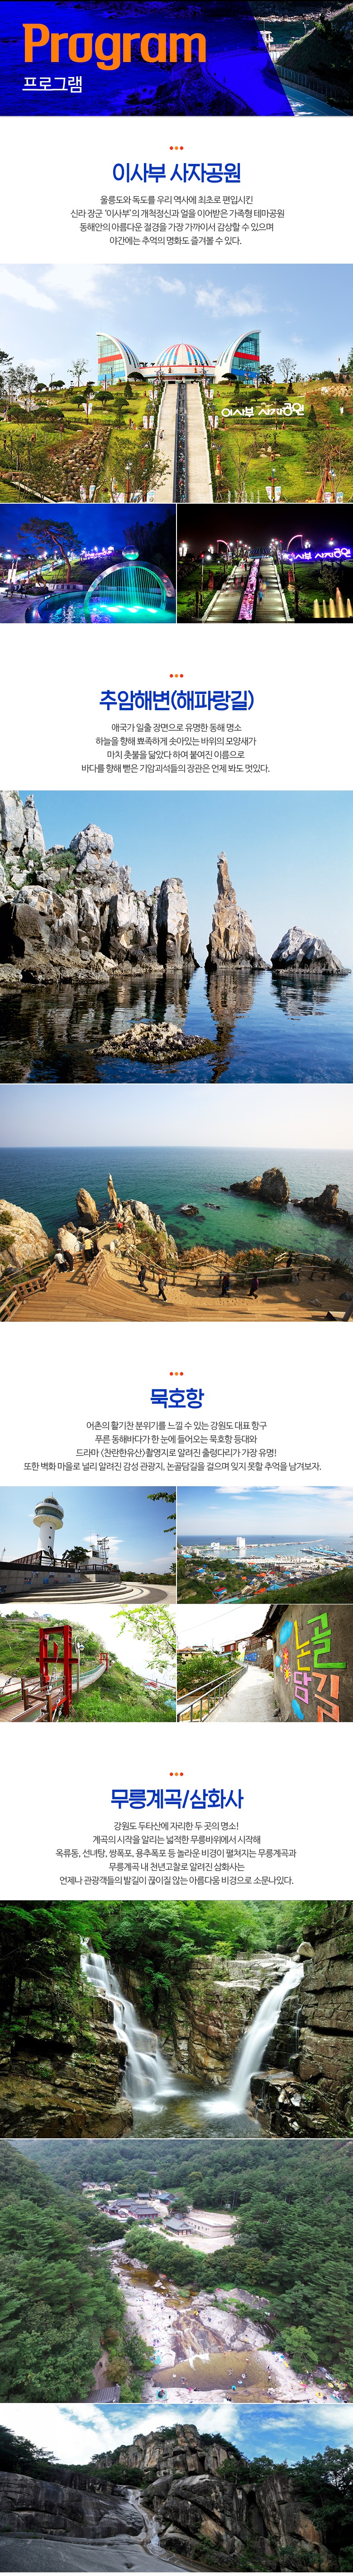 Program
프로그램
이사부 사자공원
울릉도와 독도를 우리 역사에 최초로 편입시킨
신라 장군 '이사부'의 개척정신과 얼을 이어받은 가족형 테마공원
동해안의 아름다운 절경을 가장 가까이서 감상할 수 있으며
야간에는 추억의 명화도 즐겨볼 수 있다.
이사부 사자공원
이사부 사자공원
추암해변(해파랑길)
애국가 일출 장면으로 유명한 동해 명소
하늘을 향해 뾰족하게 솟아있는 바위의 모양새가
마치 촛불을 닮았다 하여 붙여진 이름으로
바다를 향해 뻗은 기암괴석들의 장관은 언제 봐도 멋있다.
묵호항
어촌의 활기찬 분위기를 느낄 수 있는 강원도 대표 항구
푸른 동해바다가 한 눈에 들어오는 묵호항 등대와
드라마 <찬란한유산>촬영지로 알려진 출렁다리가 가장 유명!
또한 벽화 마을로 널리 알려진 감성 관광지, 논골담길을 걸으며 잊지 못할 추억을 남겨보자.
논골
담길
무릉계곡/삼화사
강원도 두타산에 자리한 두 곳의 명소!
계곡의 시작을 알리는 넓적한 무릉바위에서 시작해
옥류동, 선녀탕, 쌍폭포, 용추폭포 등 놀라운 비경이 펼쳐지는 무릉계곡과
무릉계곡 내 천년고찰로 알려진 삼화사는
언제나 관광객들의 발길이 끊이질 않는 아름다움 비경으로 소문나있다.